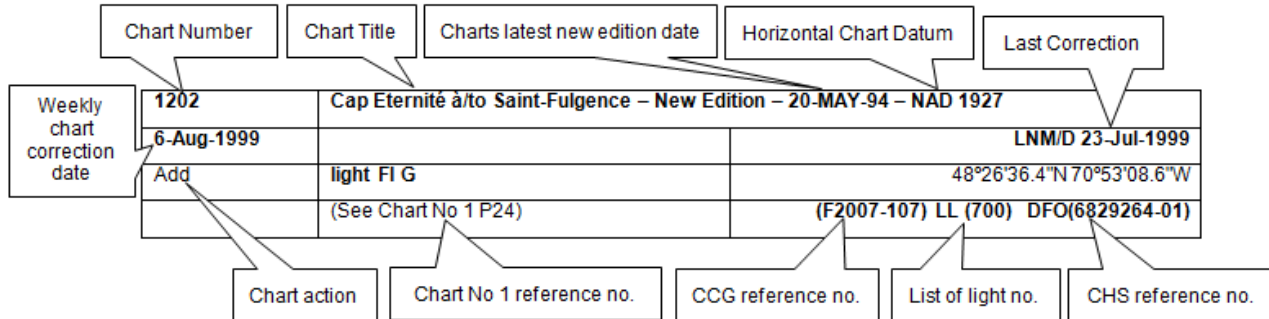 Chart Number
Chart Title
Charts latest new edition date
Horizontal Chart Datum
Last Correction
Weekly
chart
correction
date
1202 Cap Eternité à/to Saint-Fulgence – New Edition – 20-MAY-94 – NAD 1927
6-Aug-1999 LNM/D 23-Jul-1999
Add light Fl G 48º26'36.4"N 70º53'08.6"W
(See Chart No 1 P24) (F2007-107) LL (700) DFO(6829264-01)
Chart action
Chart No 1 reference no.
CCG reference no.
List of light no.
CHS reference no.